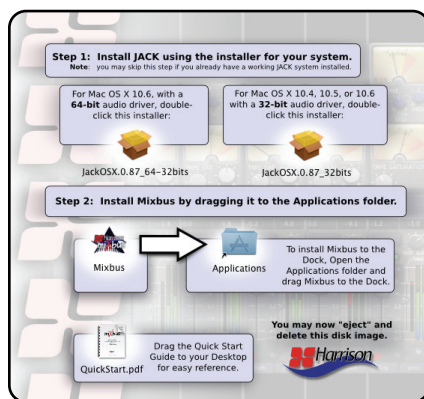 Step 1: Install JACK using the installer for your system.
Note: you may skip this step if you already have a working JACK system installed.
For Mac OS X 10.6, with a
64-bit audio driver, double-
click this installer:
For Mac OS X 10.4, 10.5, or 10.6
with a 32-bit audio driver, double-
click this installer:
JackOSX.0.87_64-32bits
JackOSX.0.87_32bits
Step 2: Install Mixbus by dragging it to the Applications folder.
Mixbus
Applications
To install Mixbus to the
Dock, Open the
Applications folder and
drag Mixbus to the Dock.
QuickStart.pdf
Drag the Quick Start
Guide to your Desktop
for easy reference.
You may now "eject" and
delete this disk image.
Harrison